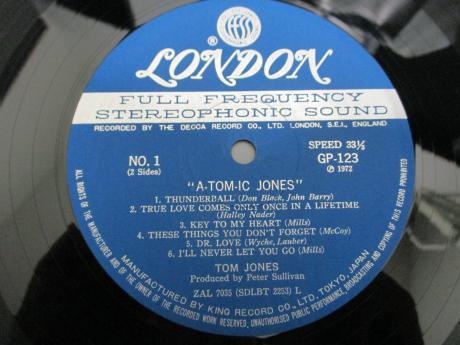 LONDON
®
FULL FREQUENCY
STEREOPHONIC SOUND
RECORDED BY THE DECCA RECORD CO., LTD. LONDON, S.E.I., ENGLAND
NO. 1
(2 Sides)
SPEED 33⅓
GP-123
Ⓟ 1972
"A-TOM-IC JONES"
1. THUNDERBALL (Don Black, John Barry)
2. TRUE LOVE COMES ONLY ONCE IN A LIFETIME
(Halley Nader)
3. KEY TO MY HEART (Mills)
4. THESE THINGS YOU DON'T FORGET (McCoy)
5. DR. LOVE (Wyche, Lauber)
6. I'LL NEVER LET YOU GO (Mills)
TOM JONES
Produced by Peter Sullivan
ZAL 7035 (SDLBT 2253) L
MANUFACTURED BY KING RECORD CO., LTD. TOKYO, JAPAN
ALL RIGHTS OF THE MANUFACTURER AND OF THE OWNER OF THE RECORDED WORK RESERVED, UNAUTHORISED PUBLIC PERFORMANCE, BROADCASTING AND COPYING OF THIS RECORD PROHIBITED